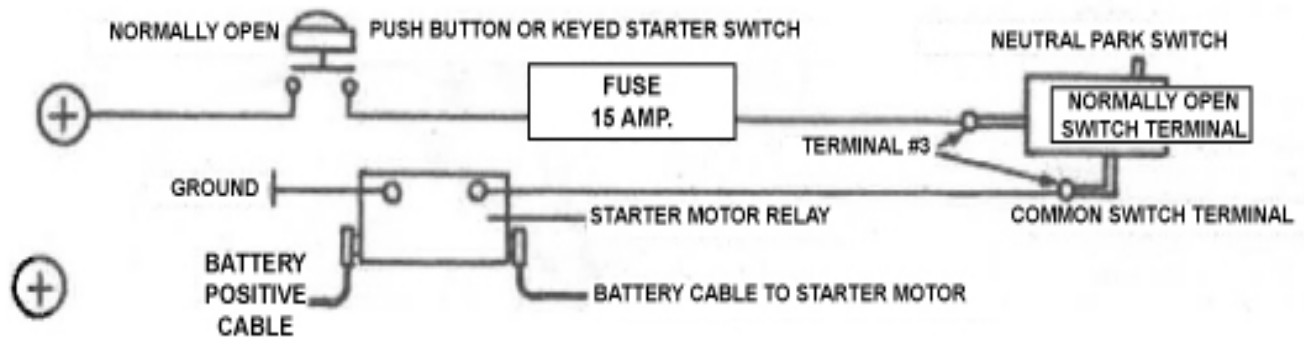 NORMALLY OPEN
PUSH BUTTON OR KEYED STARTER SWITCH
NEUTRAL PARK SWITCH
FUSE
15 AMP.
NORMALLY OPEN
SWITCH TERMINAL
TERMINAL #3
GROUND
STARTER MOTOR RELAY
COMMON SWITCH TERMINAL
BATTERY
POSITIVE
CABLE
BATTERY CABLE TO STARTER MOTOR